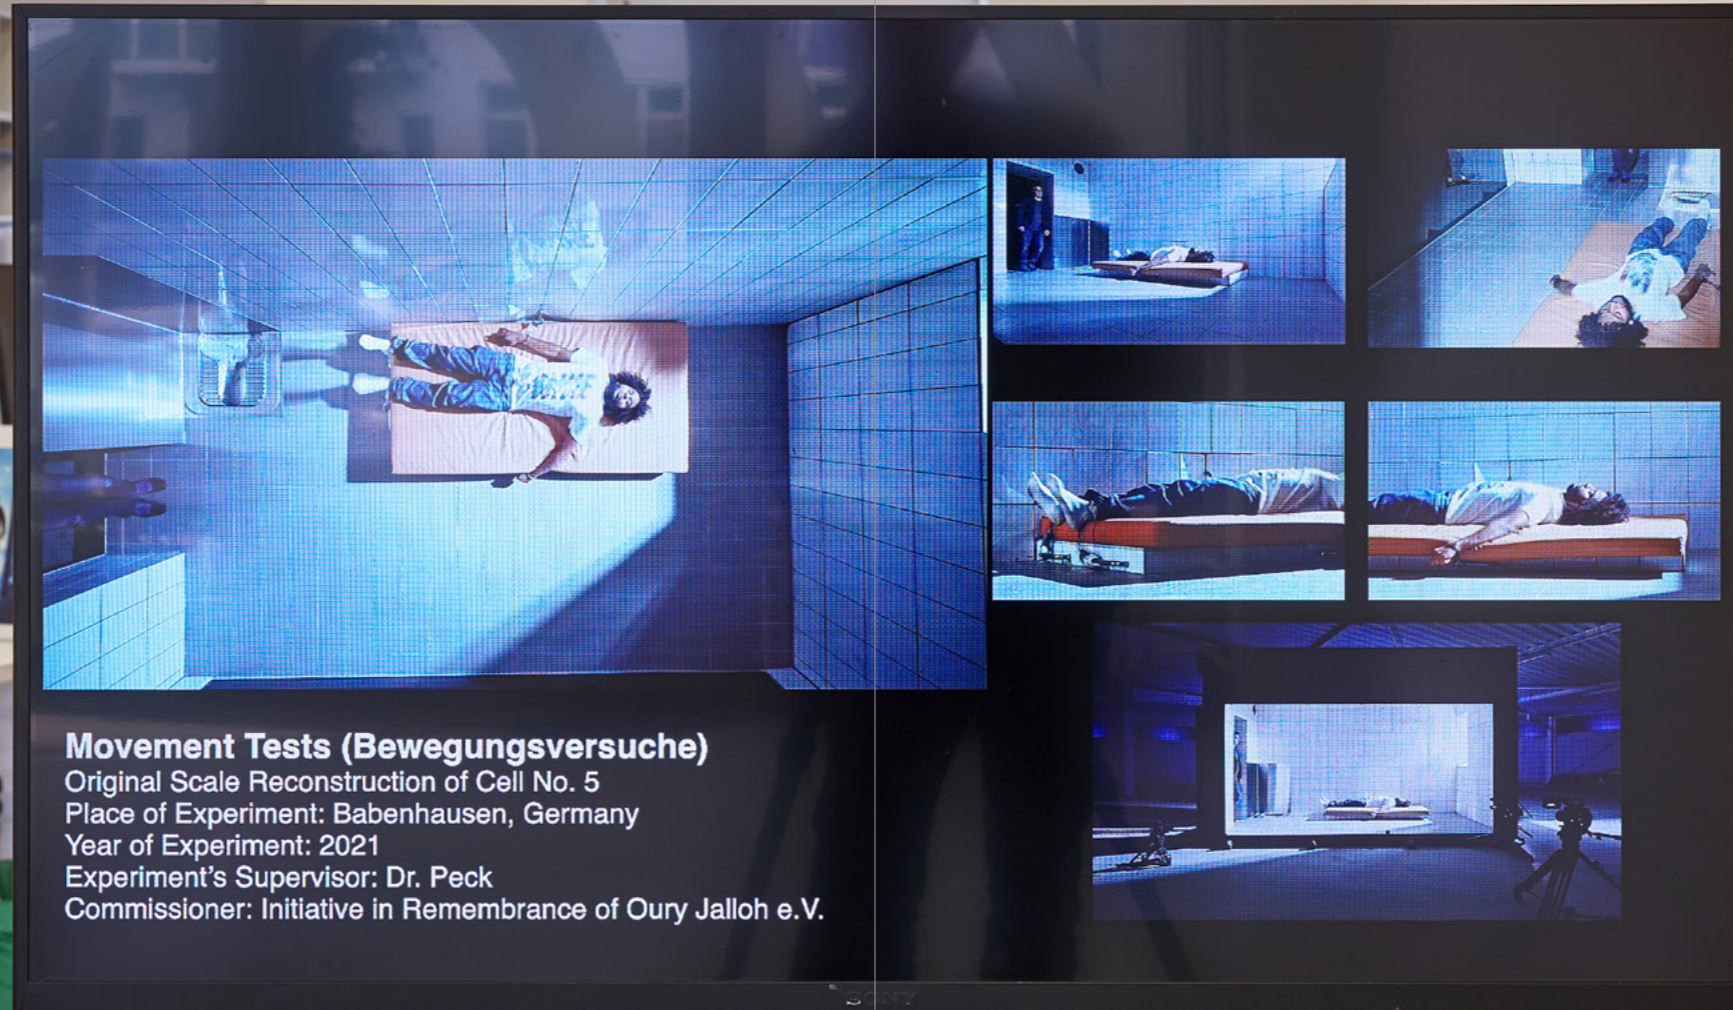 Movement Tests (Bewegungsversuche)
Original Scale Reconstruction of Cell No. 5
Place of Experiment: Babenhausen, Germany
Year of Experiment: 2021
Experiment's Supervisor: Dr. Peck
Commissioner: Initiative in Remembrance of Oury Jalloh e.V.
SONY